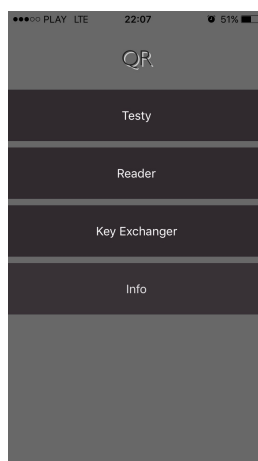 PLAY LTE 22:07 51%
QR
Testy
Reader
Key Exchanger
Info